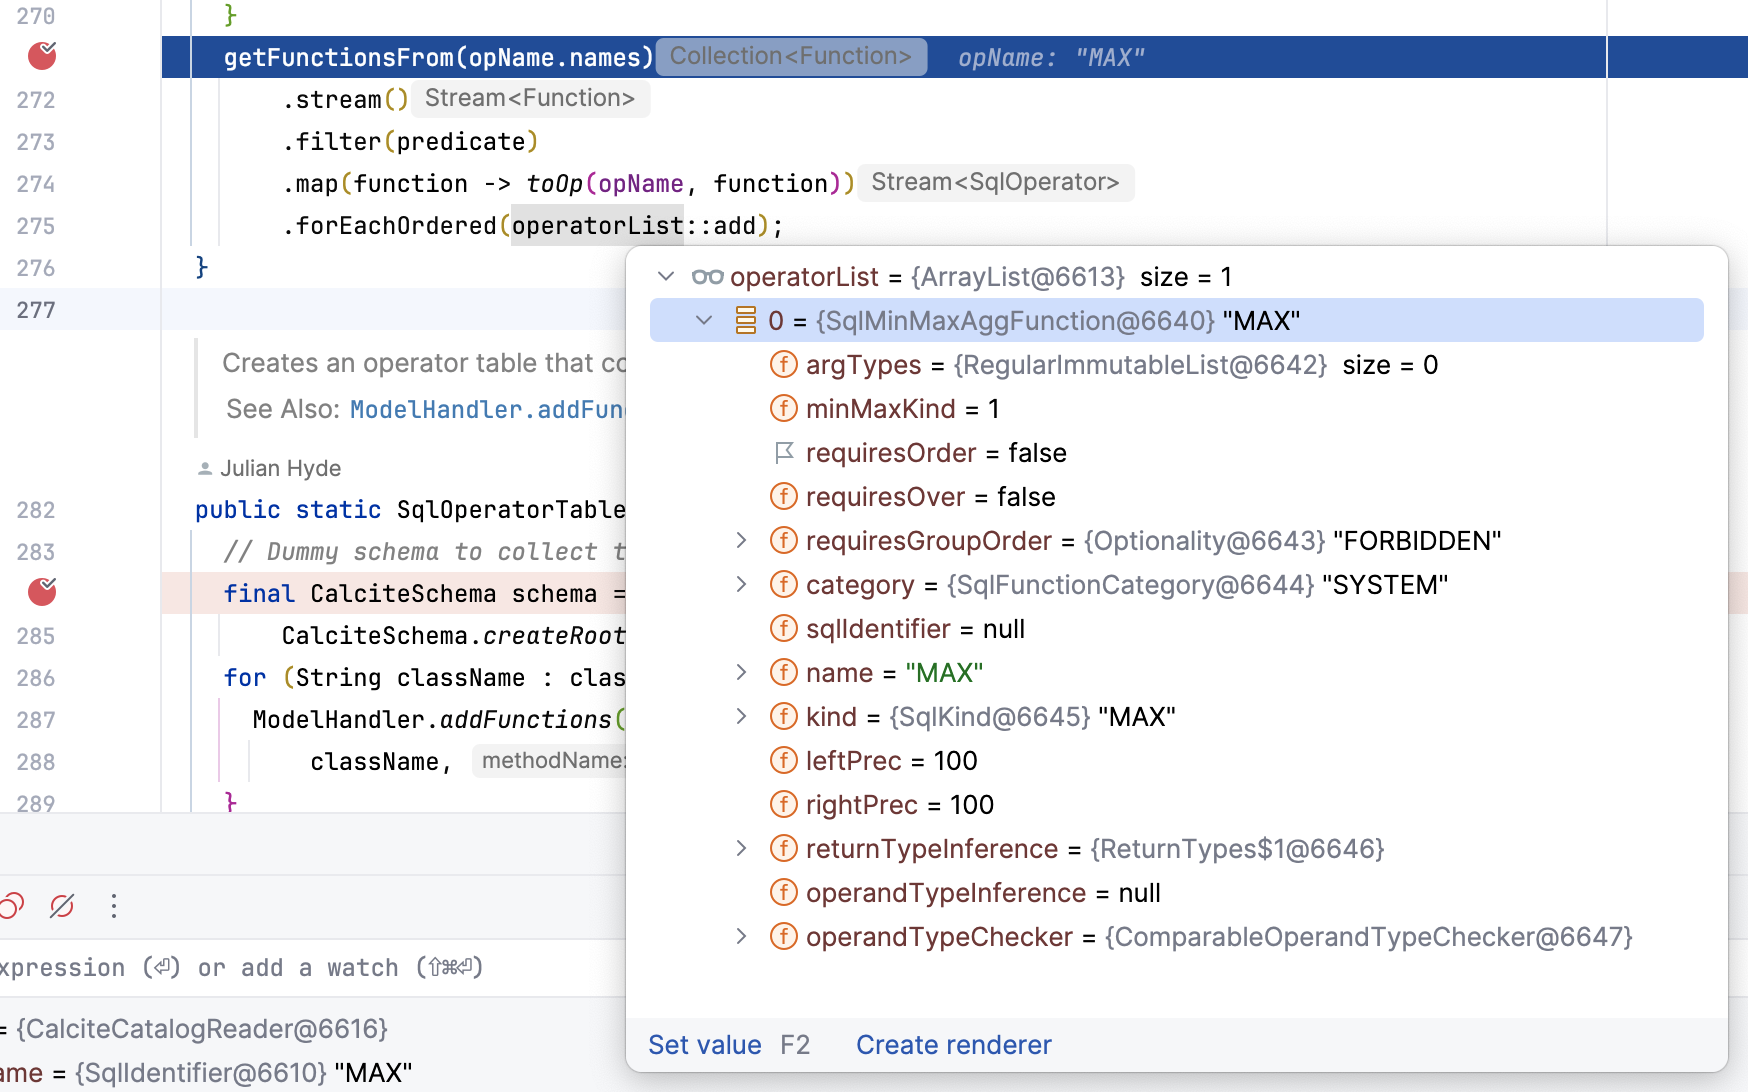 270 }
getFunctionsFrom(opName.names) Collection<Function> opName: "MAX"
272 .stream() Stream<Function>
273 .filter(predicate)
274 .map(function -> toOp(opName, function)) Stream<SqlOperator>
275 .forEachOrdered(operatorList::add);
276 }
277
Creates an operator table that co
See Also: ModelHandler.addFun
Julian Hyde
282 public static SqlOperatorTable
283 // Dummy schema to collect t
final CalciteSchema schema =
285 CalciteSchema.createRoot
286 for (String className : clas
287 ModelHandler.addFunctions(
288 className, methodName:
289 }
xpression (⏎) or add a watch (⇧⌘⏎)
= {CalciteCatalogReader@6616}
ame = {SqlIdentifier@6610} "MAX"
operatorList = {ArrayList@6613} size = 1
0 = {SqlMinMaxAggFunction@6640} "MAX"
argTypes = {RegularImmutableList@6642} size = 0
minMaxKind = 1
requiresOrder = false
requiresOver = false
requiresGroupOrder = {Optionality@6643} "FORBIDDEN"
category = {SqlFunctionCategory@6644} "SYSTEM"
sqlIdentifier = null
name = "MAX"
kind = {SqlKind@6645} "MAX"
leftPrec = 100
rightPrec = 100
returnTypeInference = {ReturnTypes$1@6646}
operandTypeInference = null
operandTypeChecker = {ComparableOperandTypeChecker@6647}
Set value F2 Create renderer